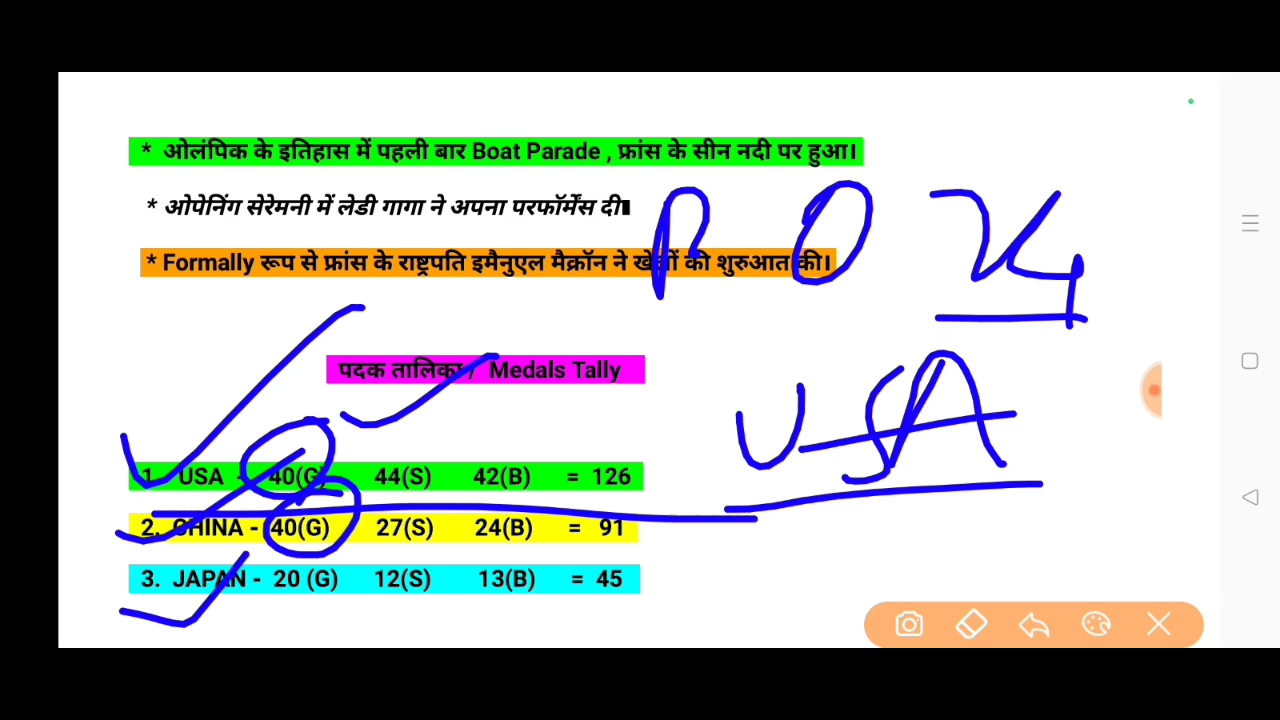 * ओलंपिक के इतिहास में पहली बार Boat Parade , फ्रांस के सीन नदी पर हुआ।
* ओपेनिंग सेरेमनी में लेडी गागा ने अपना परफॉर्मेंस दी।
* Formally रूप से फ्रांस के राष्ट्रपति इमैनुएल मैक्रॉन ने खेलों की शुरुआत की।
पदक तालिका / Medals Tally
USA
1. USA - 40(G) 44(S) 42(B) = 126
2. CHINA - 40(G) 27(S) 24(B) = 91
3. JAPAN - 20 (G) 12(S) 13(B) = 45